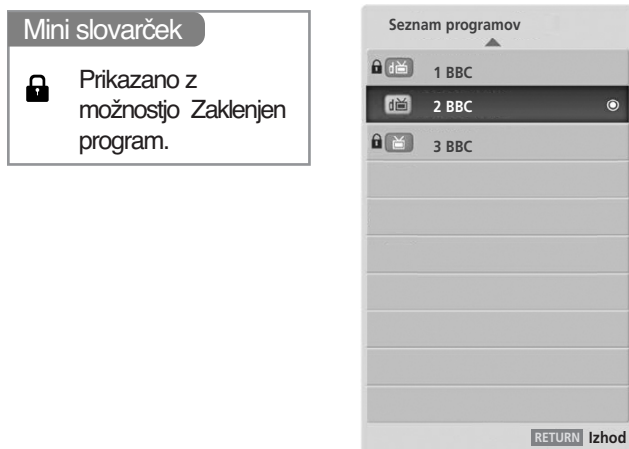 Mini slovarček
Prikazano z
možnostjo Zaklenjen
program.
Seznam programov
1 BBC
2 BBC
3 BBC
RETURN Izhod